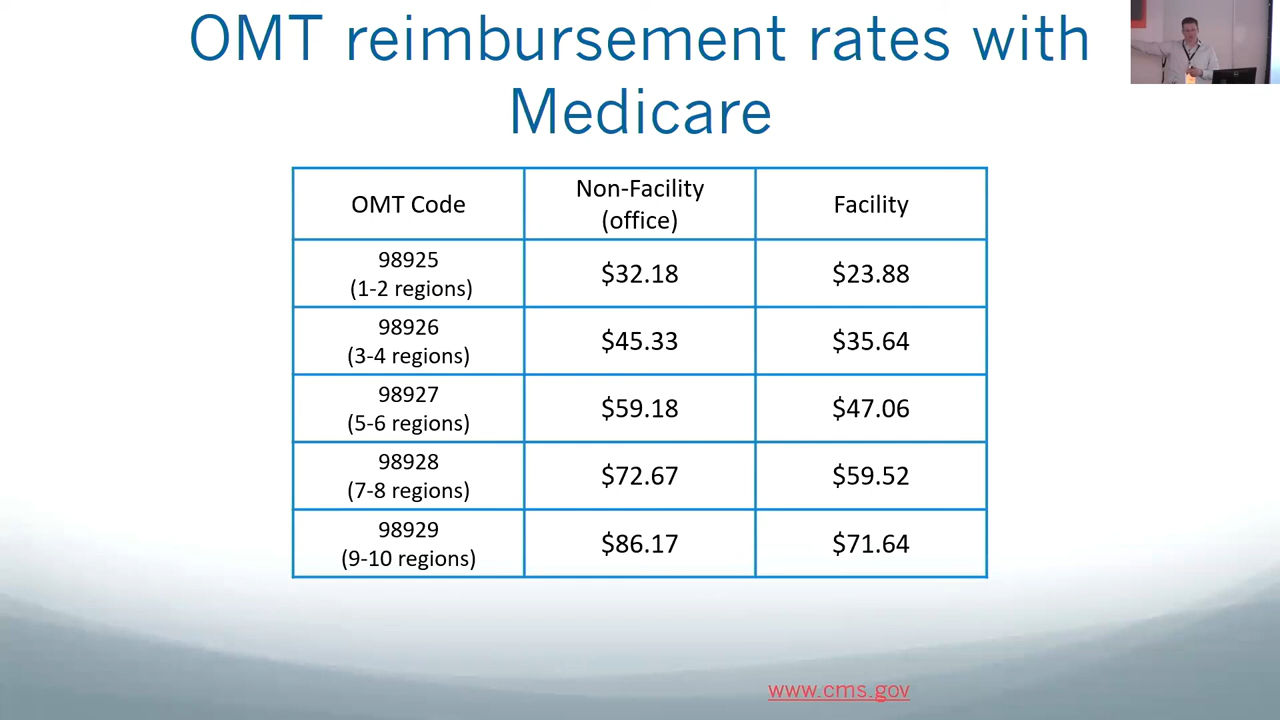 OMT reimbursement rates with
Medicare
OMT Code
Non-Facility
(office)
Facility
98925
(1-2 regions)
$32.18
$23.88
98926
(3-4 regions)
$45.33
$35.64
98927
(5-6 regions)
$59.18
$47.06
98928
(7-8 regions)
$72.67
$59.52
98929
(9-10 regions)
$86.17
$71.64
www.cms.gov